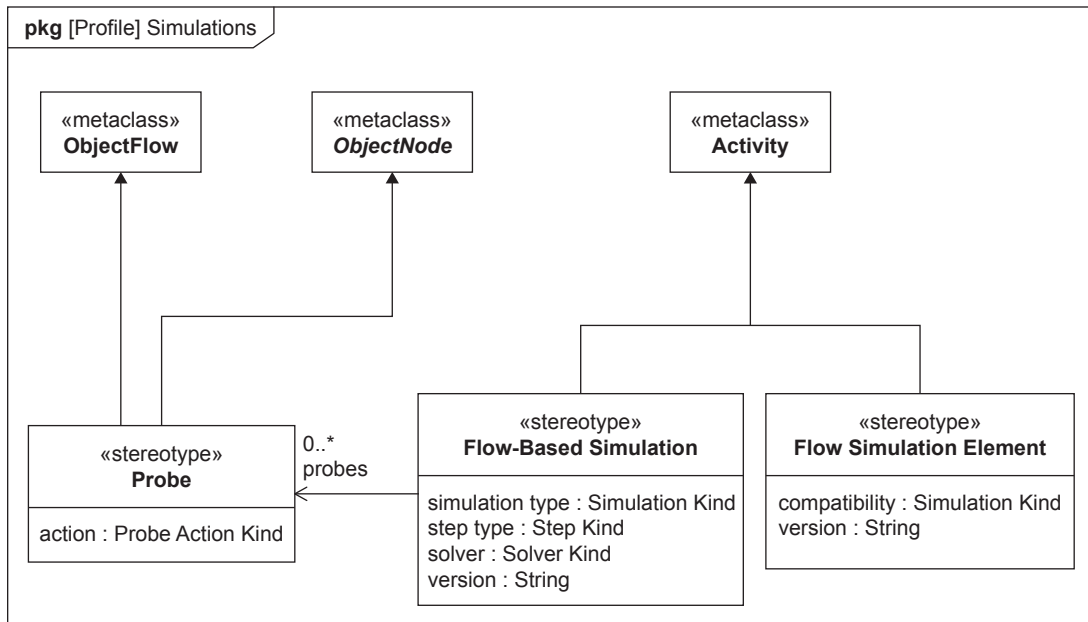 pkg [Profile] Simulations
«metaclass»
ObjectFlow
«metaclass»
ObjectNode
«metaclass»
Activity
«stereotype»
Probe
action : Probe Action Kind
0..*
probes
«stereotype»
Flow-Based Simulation
simulation type : Simulation Kind
step type : Step Kind
solver : Solver Kind
version : String
«stereotype»
Flow Simulation Element
compatibility : Simulation Kind
version : String